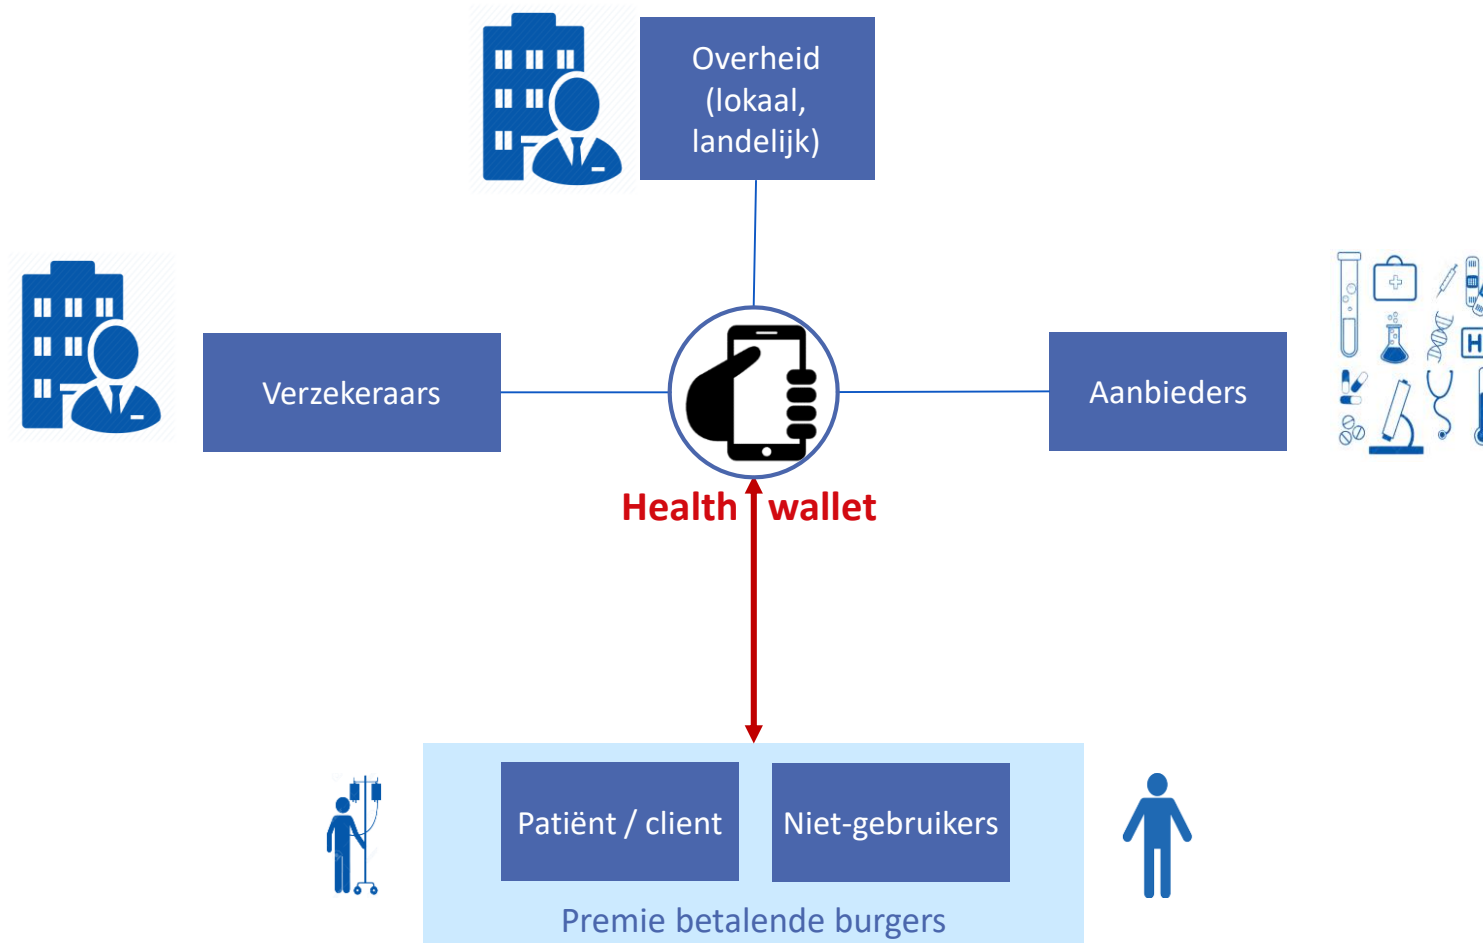 Overheid
(lokaal,
landelijk)
Verzekeraars
Aanbieders
H
Health wallet
Patiënt / client
Niet-gebruikers
Premie betalende burgers